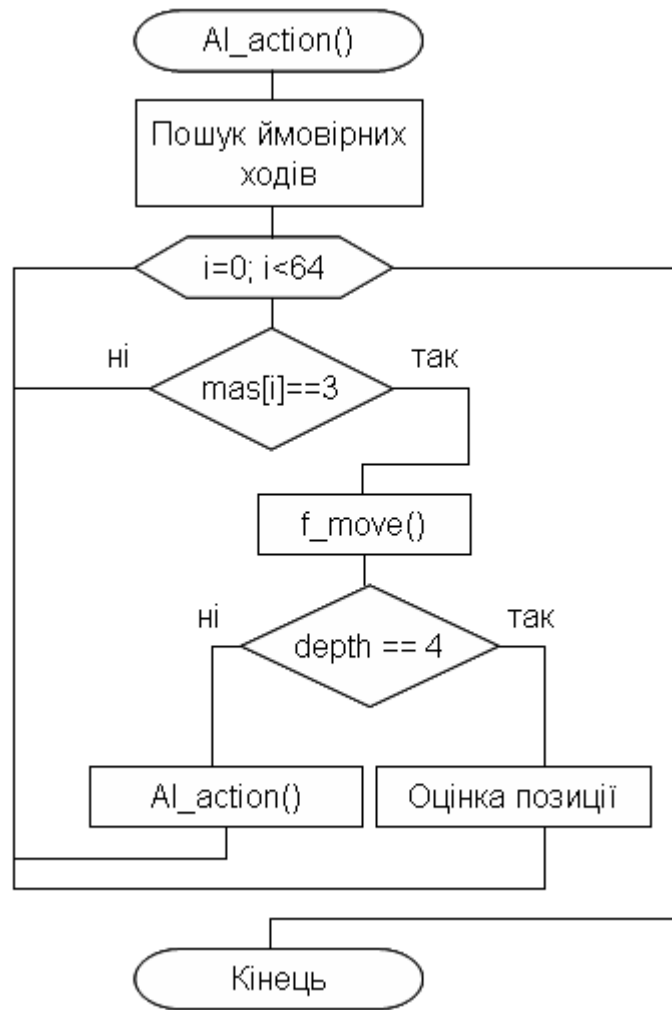 AI_action()
Пошук ймовірних
ходів
i=0; i<64
ні
так
mas[i]==3
f_move()
ні
так
depth == 4
AI_action()
Оцінка позиції
Кінець